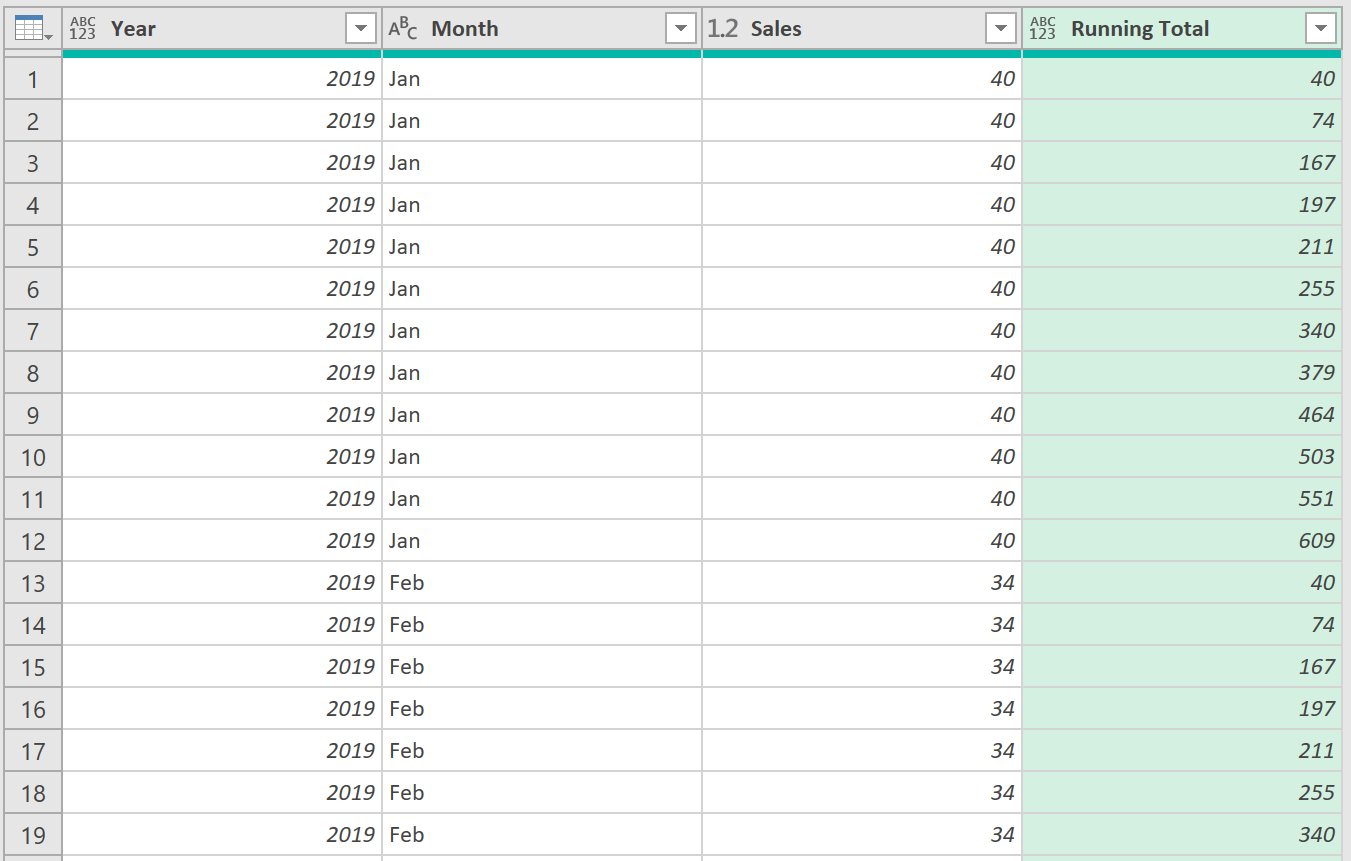 ABC 123 Year ABC Month 1.2 Sales ABC 123 Running Total
1 2019 Jan 40 40
2 2019 Jan 40 74
3 2019 Jan 40 167
4 2019 Jan 40 197
5 2019 Jan 40 211
6 2019 Jan 40 255
7 2019 Jan 40 340
8 2019 Jan 40 379
9 2019 Jan 40 464
10 2019 Jan 40 503
11 2019 Jan 40 551
12 2019 Jan 40 609
13 2019 Feb 34 40
14 2019 Feb 34 74
15 2019 Feb 34 167
16 2019 Feb 34 197
17 2019 Feb 34 211
18 2019 Feb 34 255
19 2019 Feb 34 340